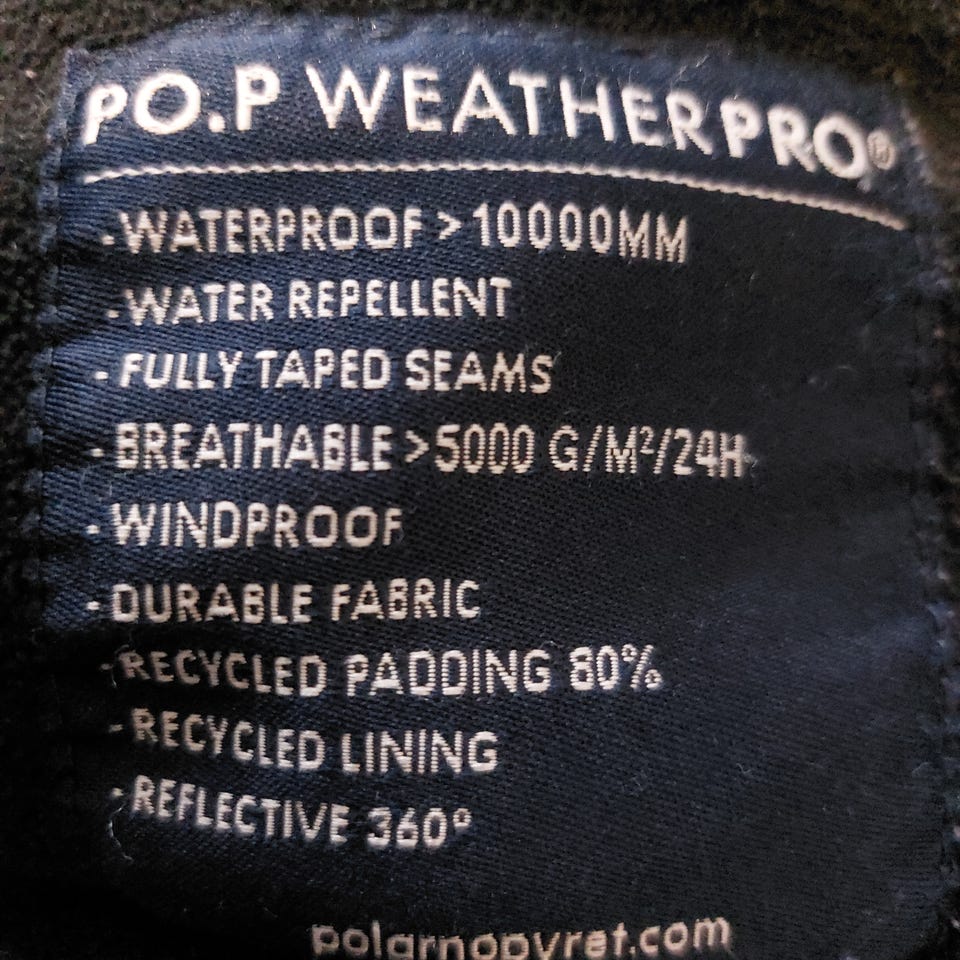 PO.P WEATHERPRO®
-WATERPROOF >10000MM
-WATER REPELLENT
- FULLY TAPED SEAMS
- BREATHABLE >5000 G/M²/24H
- WINDPROOF
- DURABLE FABRIC
-RECYCLED PADDING 80%
-RECYCLED LINING
-REFLECTIVE 360º
polarnopyret.com